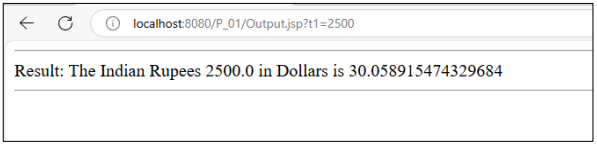 localhost:8080/P_01/Output.jsp?t1=2500
Result: The Indian Rupees 2500.0 in Dollars is 30.058915474329684